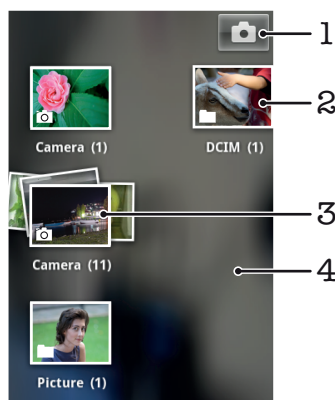 1
2
Camera (1)
DCIM (1)
3
Camera (11)
4
Picture (1)